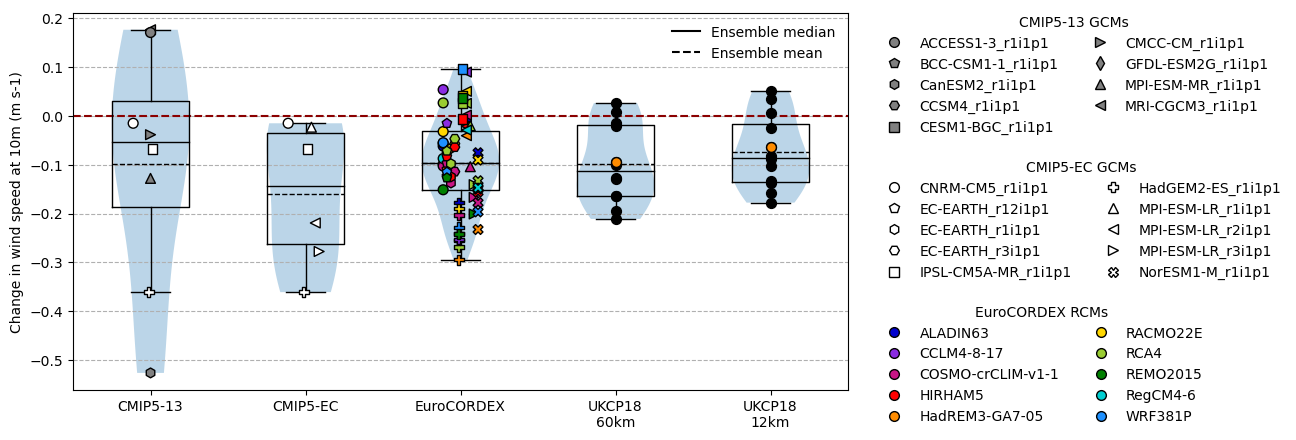 Change in wind speed at 10m (m s-1)
0.2
0.1
0.0
−0.1
−0.2
−0.3
−0.4
−0.5
Ensemble median
Ensemble mean
CMIP5-13
CMIP5-EC
EuroCORDEX
UKCP18
60km
UKCP18
12km
CMIP5-13 GCMs
ACCESS1-3_r1i1p1
BCC-CSM1-1_r1i1p1
CanESM2_r1i1p1
CCSM4_r1i1p1
CESM1-BGC_r1i1p1
CMCC-CM_r1i1p1
GFDL-ESM2G_r1i1p1
MPI-ESM-MR_r1i1p1
MRI-CGCM3_r1i1p1
CMIP5-EC GCMs
CNRM-CM5_r1i1p1
EC-EARTH_r12i1p1
EC-EARTH_r1i1p1
EC-EARTH_r3i1p1
IPSL-CM5A-MR_r1i1p1
HadGEM2-ES_r1i1p1
MPI-ESM-LR_r1i1p1
MPI-ESM-LR_r2i1p1
MPI-ESM-LR_r3i1p1
NorESM1-M_r1i1p1
EuroCORDEX RCMs
ALADIN63
CCLM4-8-17
COSMO-crCLIM-v1-1
HIRHAM5
HadREM3-GA7-05
RACMO22E
RCA4
REMO2015
RegCM4-6
WRF381P